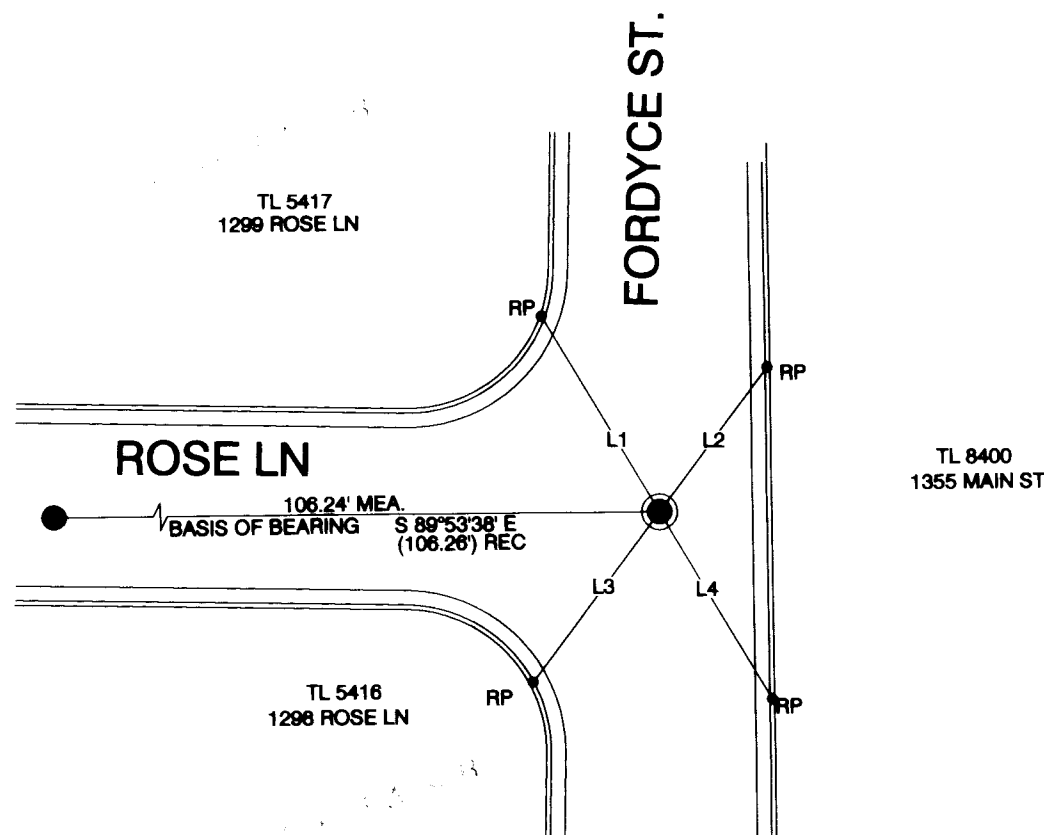 FORDYCE ST.
TL 5417
1299 ROSE LN
RP
RP
L1
L2
ROSE LN
TL 8400
1355 MAIN ST
106.24' MEA.
BASIS OF BEARING
S 89°53'38' E
(106.26') REC
L3
L4
TL 5416
1298 ROSE LN
RP
RP